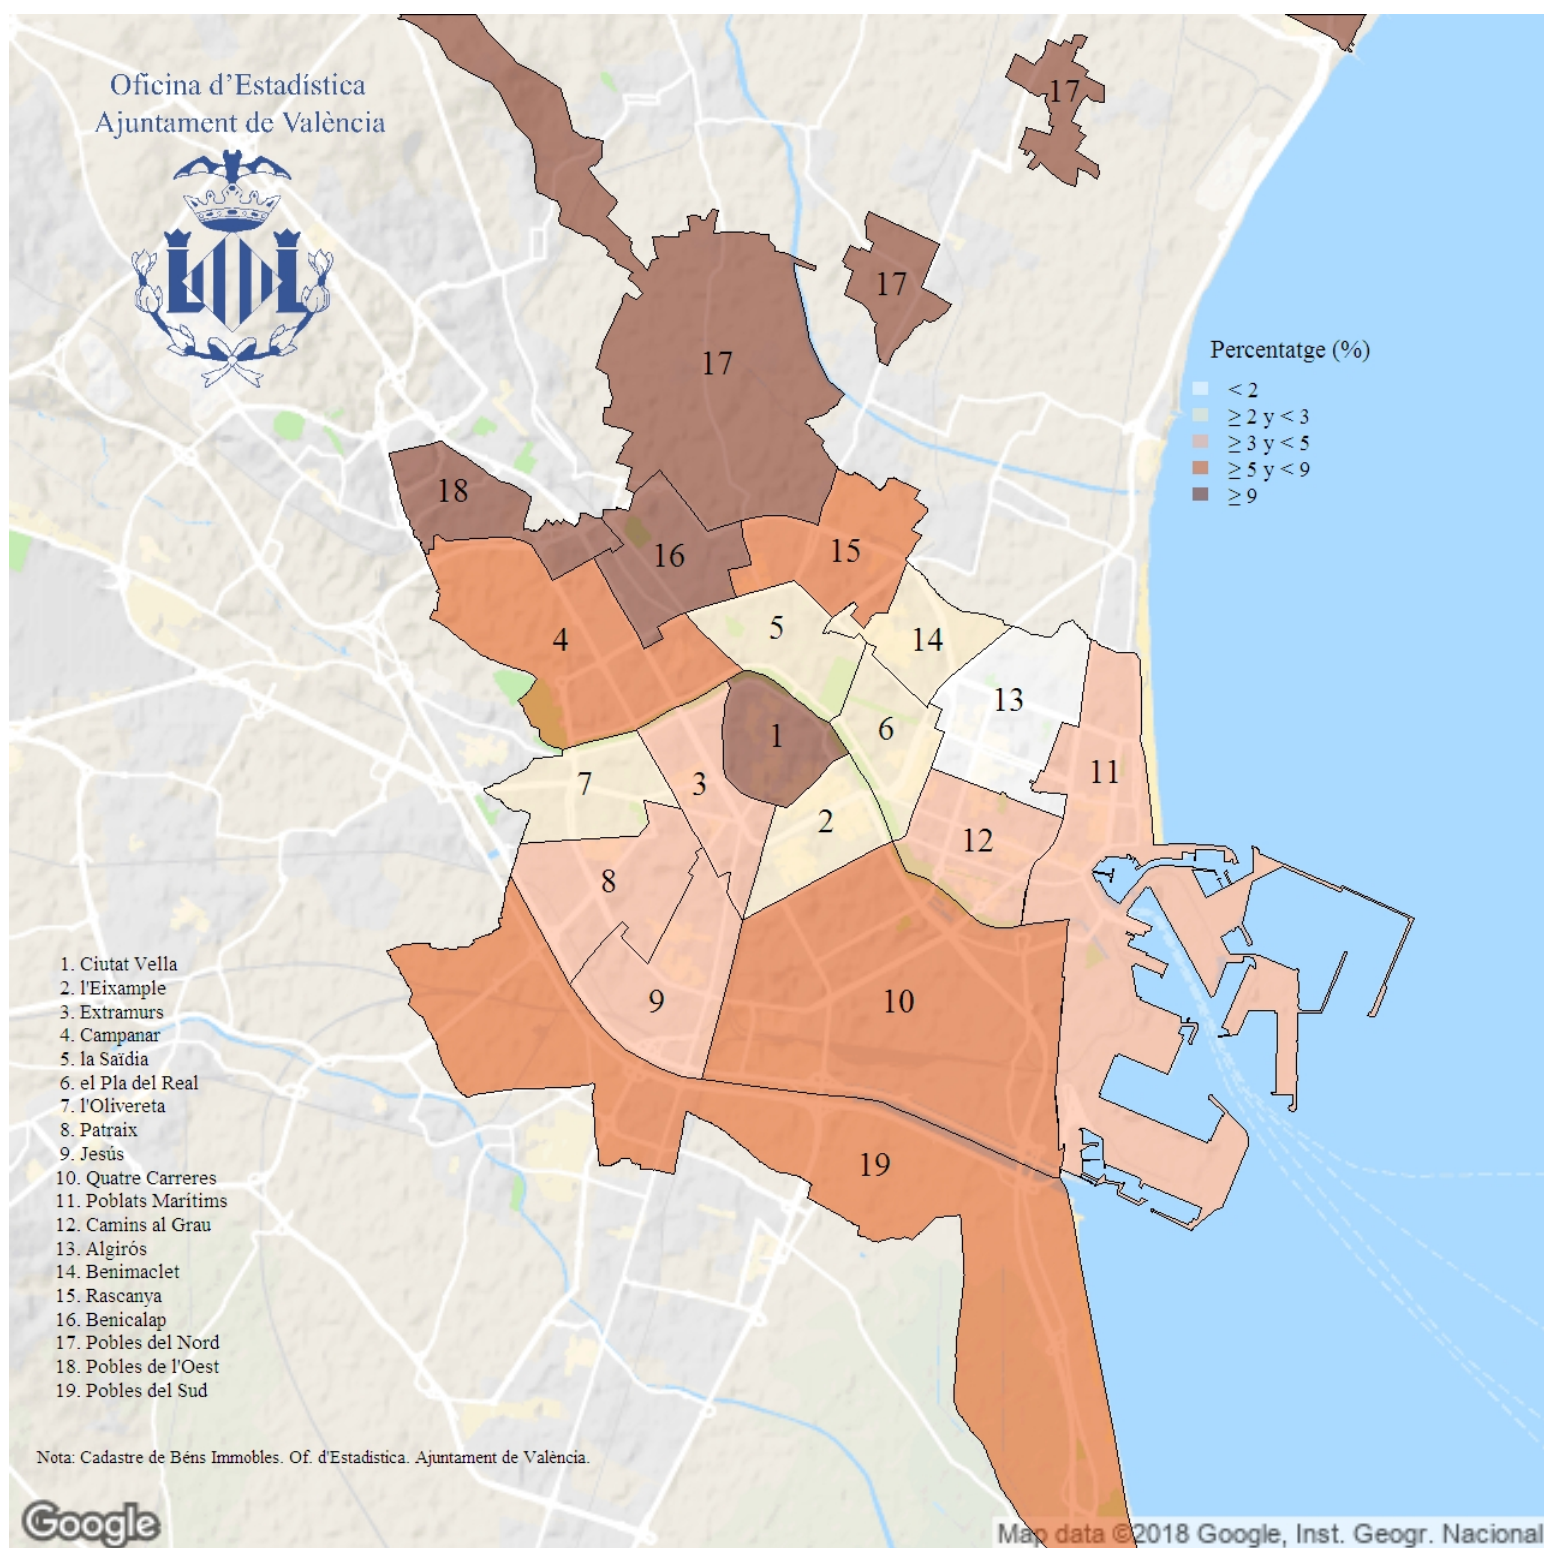 Oficina d'Estadística
Ajuntament de València
17
17
17
18
16
15
4
5
14
13
6
1
11
7
3
2
12
8
9
10
19
Percentatge (%)
< 2
≥ 2 y < 3
≥ 3 y < 5
≥ 5 y < 9
≥ 9
1. Ciutat Vella
2. l'Eixample
3. Extramurs
4. Campanar
5. la Saïdia
6. el Pla del Real
7. l'Olivereta
8. Patraix
9. Jesús
10. Quatre Carreres
11. Poblats Marítims
12. Camins al Grau
13. Algirós
14. Benimaclet
15. Rascanya
16. Benicalap
17. Pobles del Nord
18. Pobles de l'Oest
19. Pobles del Sud
Nota: Cadastre de Béns Immobles. Of. d'Estadística. Ajuntament de València.
Google
Map data ©2018 Google, Inst. Geogr. Nacional